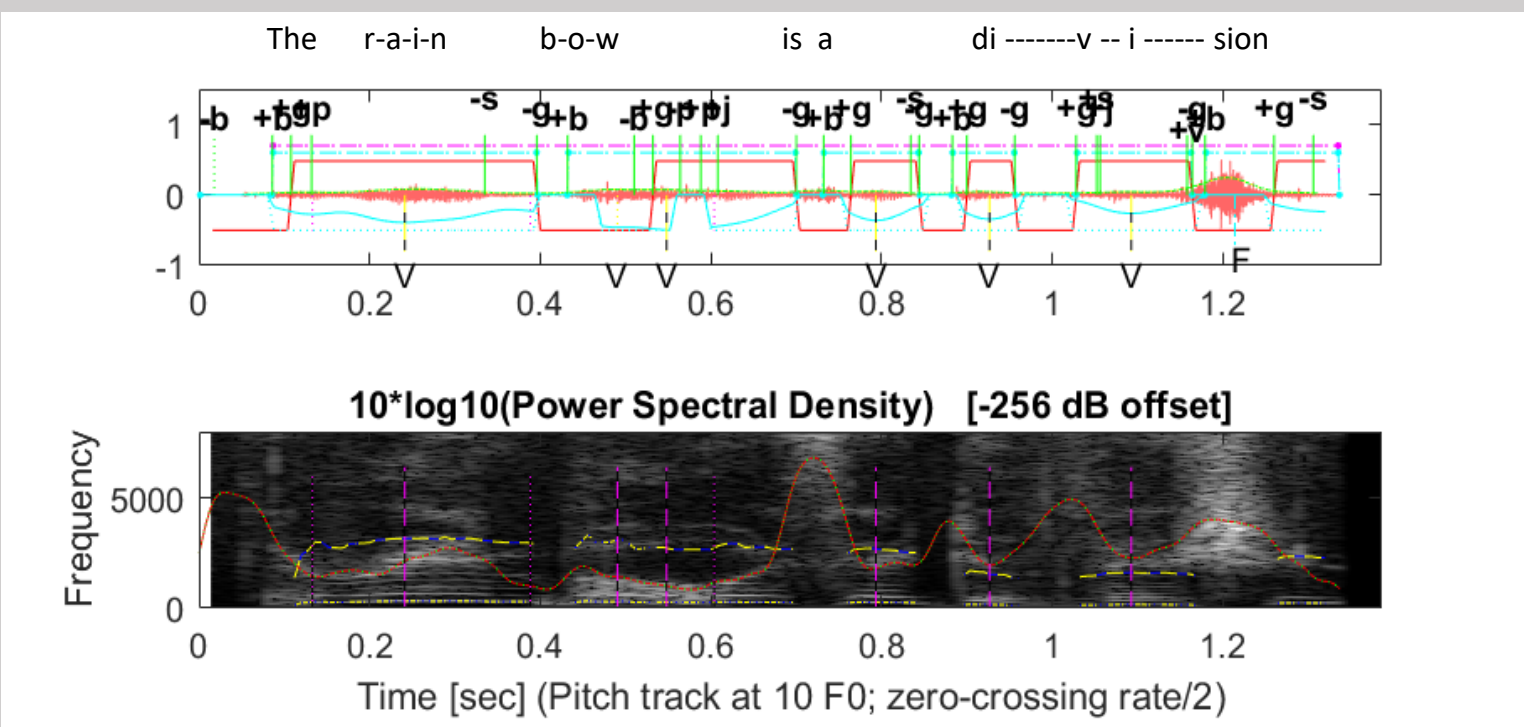 The r-a-i-n b-o-w is a di -------v -- i ------ sion
-b +b +g +p -s -g +b -b +g +p +j -g +b +g -s -g +b +g -g +g +s +j -g +v +b +g -s
1
0
-1
V V V V V V F
0 0.2 0.4 0.6 0.8 1 1.2
10*log10(Power Spectral Density) [-256 dB offset]
Frequency
5000
0
0 0.2 0.4 0.6 0.8 1 1.2
Time [sec] (Pitch track at 10 F0; zero-crossing rate/2)